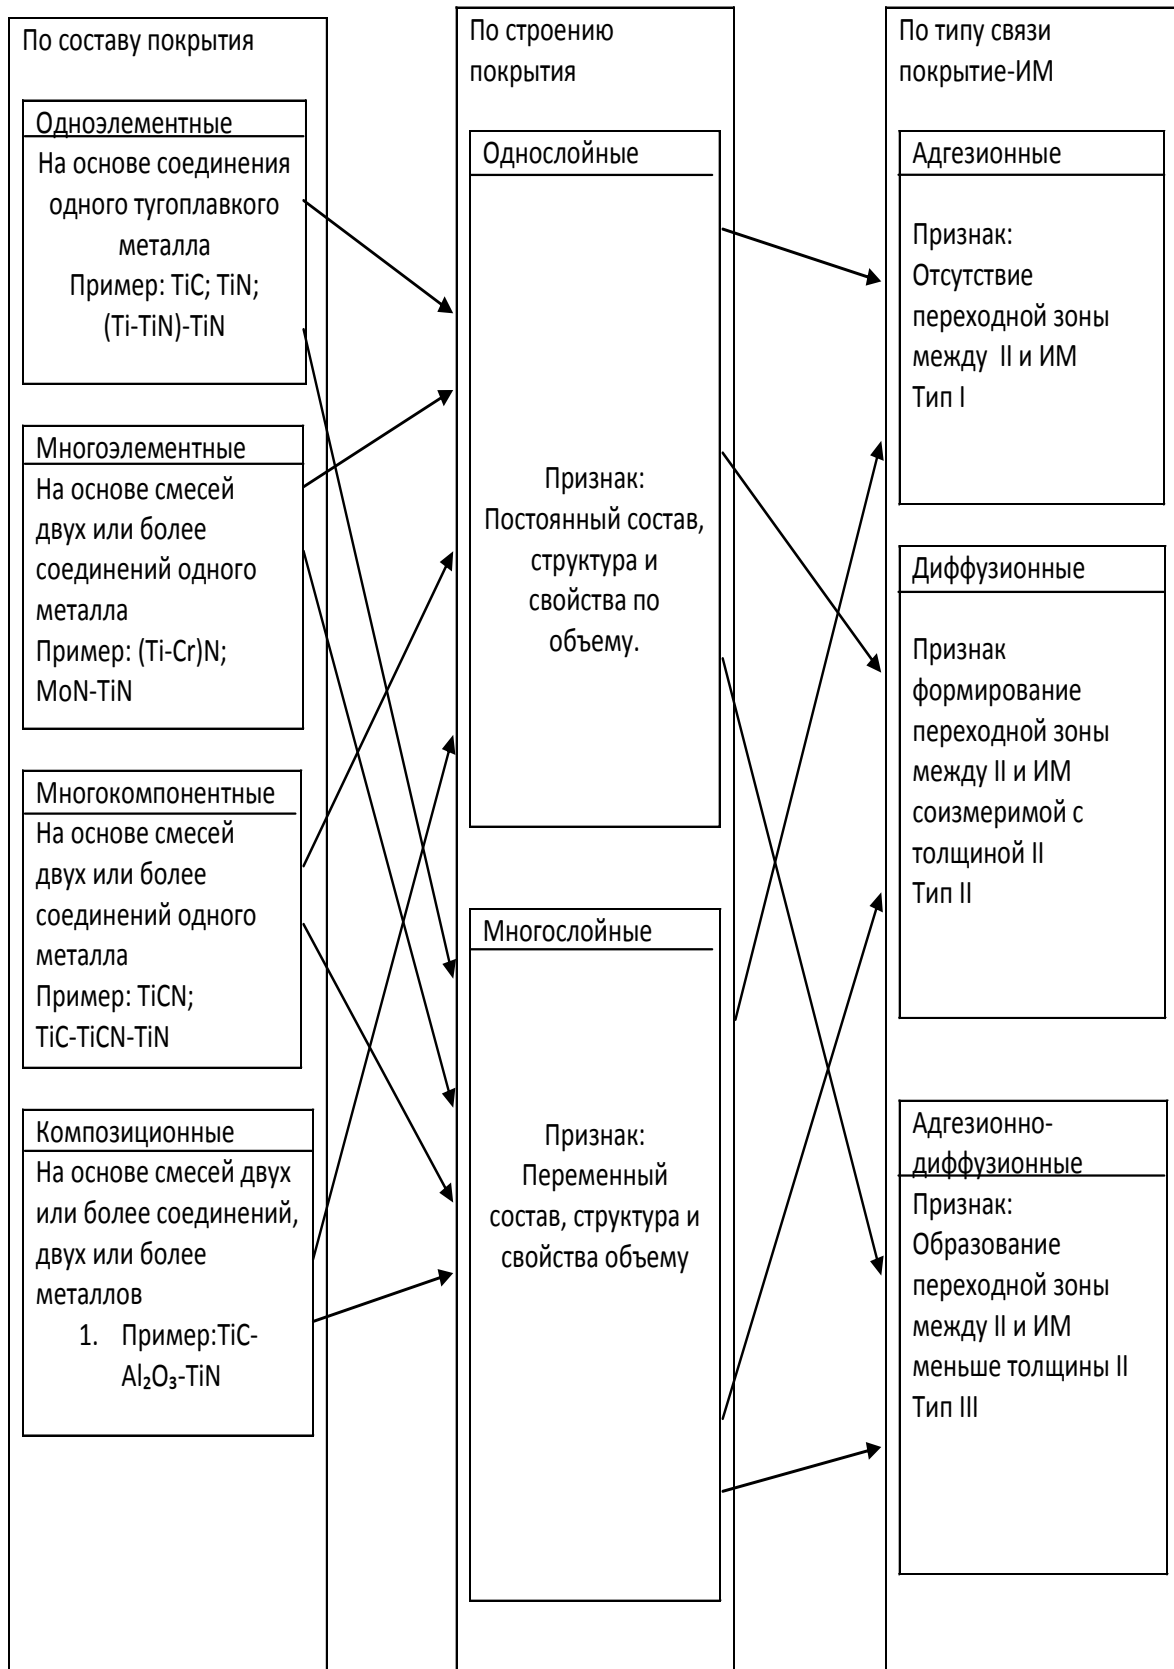 По составу покрытия
Одноэлементные
На основе соединения
одного тугоплавкого
металла
Пример: TiC; TiN;
(Ti-TiN)-TiN
Многоэлементные
На основе смесей
двух или более
соединений одного
металла
Пример: (Ti-Cr)N;
MoN-TiN
Многокомпонентные
На основе смесей
двух или более
соединений одного
металла
Пример: TiCN;
TiC-TiCN-TiN
Композиционные
На основе смесей двух
или более соединений,
двух или более
металлов
1. Пример:TiC-
Al₂O₃-TiN
По строению
покрытия
Однослойные
Признак:
Постоянный состав,
структура и
свойства по
объему.
Многослойные
Признак:
Переменный
состав, структура и
свойства объему
По типу связи
покрытие-ИМ
Адгезионные
Признак:
Отсутствие
переходной зоны
между II и ИМ
Тип I
Диффузионные
Признак
формирование
переходной зоны
между II и ИМ
соизмеримой с
толщиной II
Тип II
Адгезионно-
диффузионные
Признак:
Образование
переходной зоны
между II и ИМ
меньше толщины II
Тип III